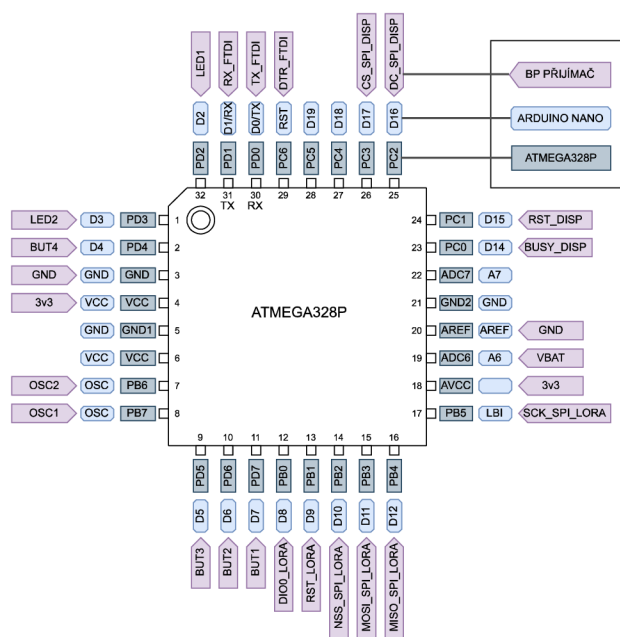 LED1
RX_FTDI
TX_FTDI
DTR_FTDI
CS_SPI_DISP
DC_SPI_DISP
BP PŘIJÍMAČ
D2
D1/RX
D0/TX
RST
D19
D18
D17
D16
ARDUINO NANO
PD2
PD1
PD0
PC6
PC5
PC4
PC3
PC2
ATMEGA328P
32 31 30 29 28 27 26 25
TX RX
LED2 D3 PD3 1
BUT4 D4 PD4 2
GND GND GND 3
3v3 VCC VCC 4
GND GND1 5
VCC VCC 6
OSC2 OSC PB6 7
OSC1 OSC PB7 8
ATMEGA328P
24 PC1 D15 RST_DISP
23 PC0 D14 BUSY_DISP
22 ADC7 A7
21 GND2 GND
20 AREF AREF GND
19 ADC6 A6 VBAT
18 AVCC 3v3
17 PB5 LBI SCK_SPI_LORA
9 10 11 12 13 14 15 16
PD5
PD6
PD7
PB0
PB1
PB2
PB3
PB4
D5
D6
D7
D8
D9
D10
D11
D12
BUT3
BUT2
BUT1
DIO0_LORA
RST_LORA
NSS_SPI_LORA
MOSI_SPI_LORA
MISO_SPI_LORA